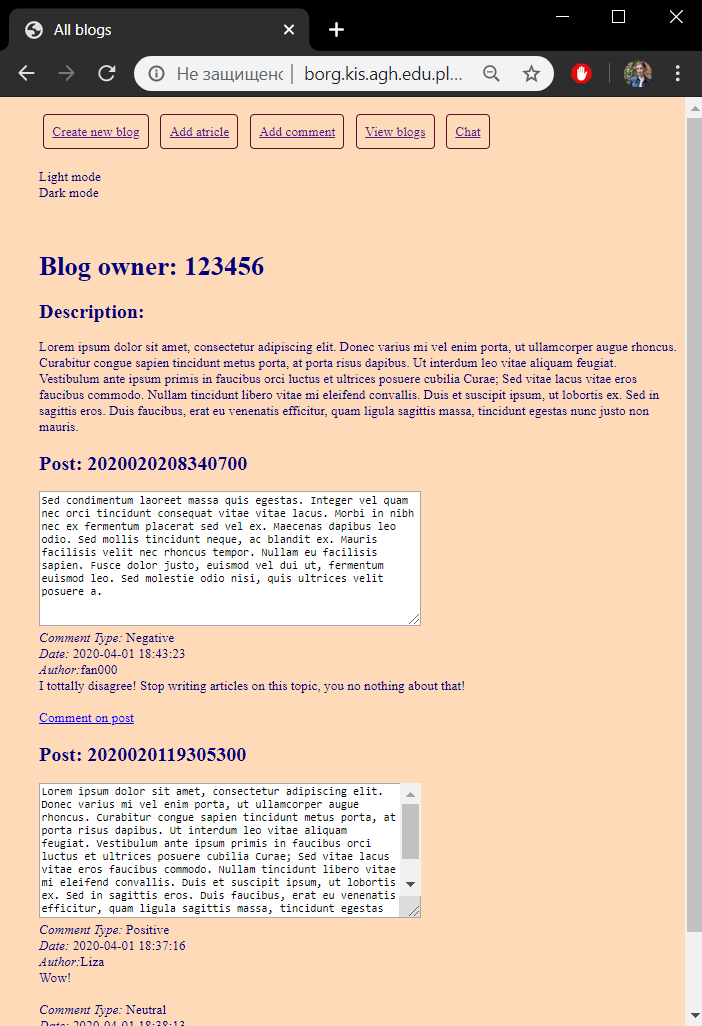 All blogs
Не защищено
borg.kis.agh.edu.pl...
Create new blog
Add atricle
Add comment
View blogs
Chat
Light mode
Dark mode
Blog owner: 123456
Description:
Lorem ipsum dolor sit amet, consectetur adipiscing elit. Donec varius mi vel enim porta, ut ullamcorper augue rhoncus.
Curabitur congue sapien tincidunt metus porta, at porta risus dapibus. Ut interdum leo vitae aliquam feugiat.
Vestibulum ante ipsum primis in faucibus orci luctus et ultrices posuere cubilia Curae; Sed vitae lacus vitae eros
faucibus commodo. Nullam tincidunt libero vitae mi eleifend convallis. Duis et suscipit ipsum, ut lobortis ex. Sed in
sagittis eros. Duis faucibus, erat eu venenatis efficitur, quam ligula sagittis massa, tincidunt egestas nunc justo non
mauris.
Post: 2020020208340700
Sed condimentum laoreet massa quis egestas. Integer vel quam
nec orci tincidunt consequat vitae vitae lacus. Morbi in nibh
nec ex fermentum placerat sed vel ex. Maecenas dapibus leo
odio. Sed mollis tincidunt neque, ac blandit ex. Mauris
facilisis velit nec rhoncus tempor. Nullam eu facilisis
sapien. Fusce dolor justo, euismod vel dui ut, fermentum
euismod leo. Sed molestie odio nisi, quis ultrices velit
posuere a.
Comment Type: Negative
Date: 2020-04-01 18:43:23
Author:fan000
I tottally disagree! Stop writing articles on this topic, you no nothing about that!
Comment on post
Post: 2020020119305300
Lorem ipsum dolor sit amet, consectetur adipiscing elit.
Donec varius mi vel enim porta, ut ullamcorper augue
rhoncus. Curabitur congue sapien tincidunt metus porta, at
porta risus dapibus. Ut interdum leo vitae aliquam
feugiat. Vestibulum ante ipsum primis in faucibus orci
luctus et ultrices posuere cubilia Curae; Sed vitae lacus
vitae eros faucibus commodo. Nullam tincidunt libero vitae
mi eleifend convallis. Duis et suscipit ipsum, ut lobortis
ex. Sed in sagittis eros. Duis faucibus, erat eu venenatis
efficitur, quam ligula sagittis massa, tincidunt egestas
Comment Type: Positive
Date: 2020-04-01 18:37:16
Author:Liza
Wow!
Comment Type: Neutral
Date: 2020-04-01 18:38:13